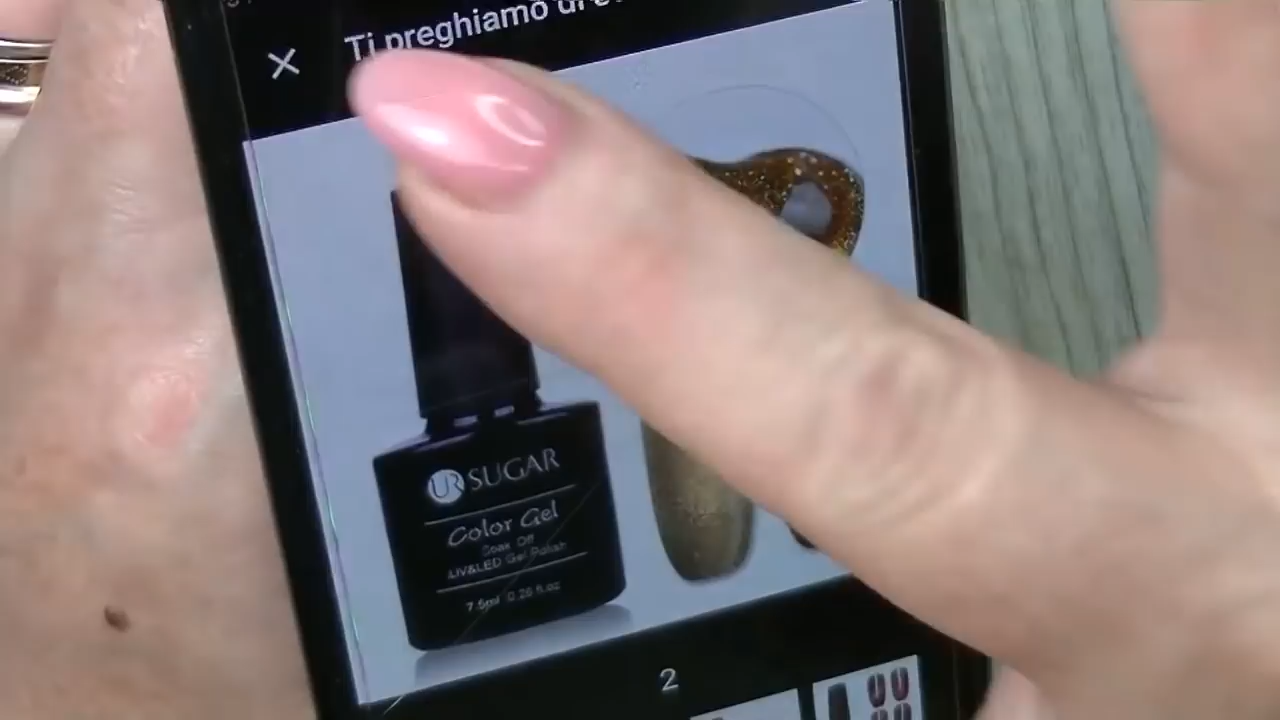 Ti preghiamo di
UR SUGAR
Color Gel
Soak Off
UV&LED Gel Polish
7.5ml 0.26 fl.oz
2